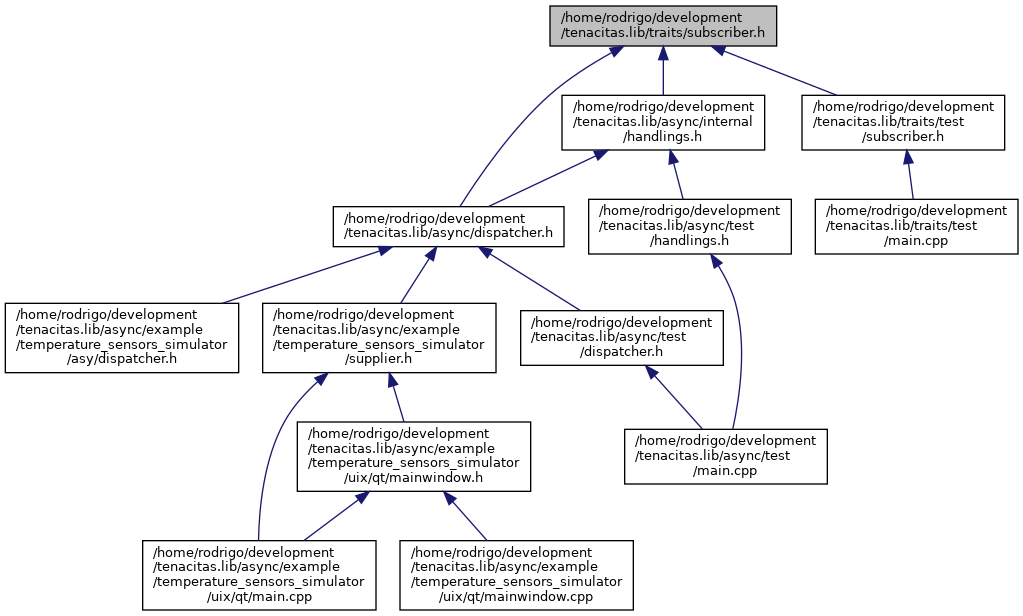 /home/rodrigo/development
/tenacitas.lib/traits/subscriber.h
/home/rodrigo/development
/tenacitas.lib/async/internal
/handlings.h
/home/rodrigo/development
/tenacitas.lib/traits/test
/subscriber.h
/home/rodrigo/development
/tenacitas.lib/async/dispatcher.h
/home/rodrigo/development
/tenacitas.lib/async/test
/handlings.h
/home/rodrigo/development
/tenacitas.lib/traits/test
/main.cpp
/home/rodrigo/development
/tenacitas.lib/async/example
/temperature_sensors_simulator
/asy/dispatcher.h
/home/rodrigo/development
/tenacitas.lib/async/example
/temperature_sensors_simulator
/supplier.h
/home/rodrigo/development
/tenacitas.lib/async/test
/dispatcher.h
/home/rodrigo/development
/tenacitas.lib/async/example
/temperature_sensors_simulator
/uix/qt/mainwindow.h
/home/rodrigo/development
/tenacitas.lib/async/test
/main.cpp
/home/rodrigo/development
/tenacitas.lib/async/example
/temperature_sensors_simulator
/uix/qt/main.cpp
/home/rodrigo/development
/tenacitas.lib/async/example
/temperature_sensors_simulator
/uix/qt/mainwindow.cpp